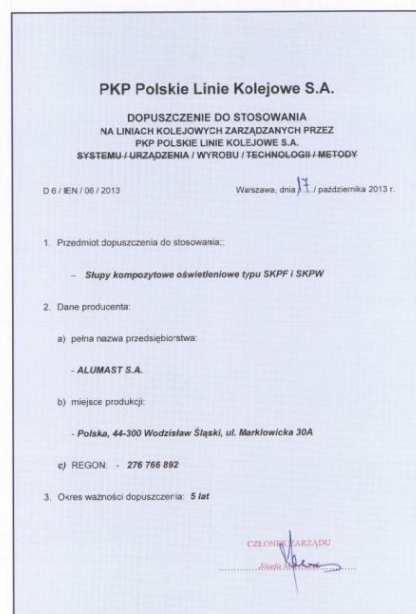 PKP Polskie Linie Kolejowe S.A.
DOPUSZCZENIE DO STOSOWANIA
NA LINIACH KOLEJOWYCH ZARZĄDZANYCH PRZEZ
PKP POLSKIE LINIE KOLEJOWE S.A.
SYSTEMU / URZĄDZENIA / WYROBU / TECHNOLOGII / METODY
D 6 / IEN / 06 / 2013 Warszawa, dnia 17 / października 2013 r.
1. Przedmiot dopuszczenia do stosowania;:
– Słupy kompozytowe oświetleniowe typu SKPF i SKPW
2. Dane producenta:
a) pełna nazwa przedsiębiorstwa:
- ALUMAST S.A.
b) miejsce produkcji:
- Polska, 44-300 Wodzisław Śląski, ul. Marklowicka 30A
c) REGON: - 276 766 892
3. Okres ważności dopuszczenia: 5 lat
CZŁONEK ZARZĄDU
Józefa